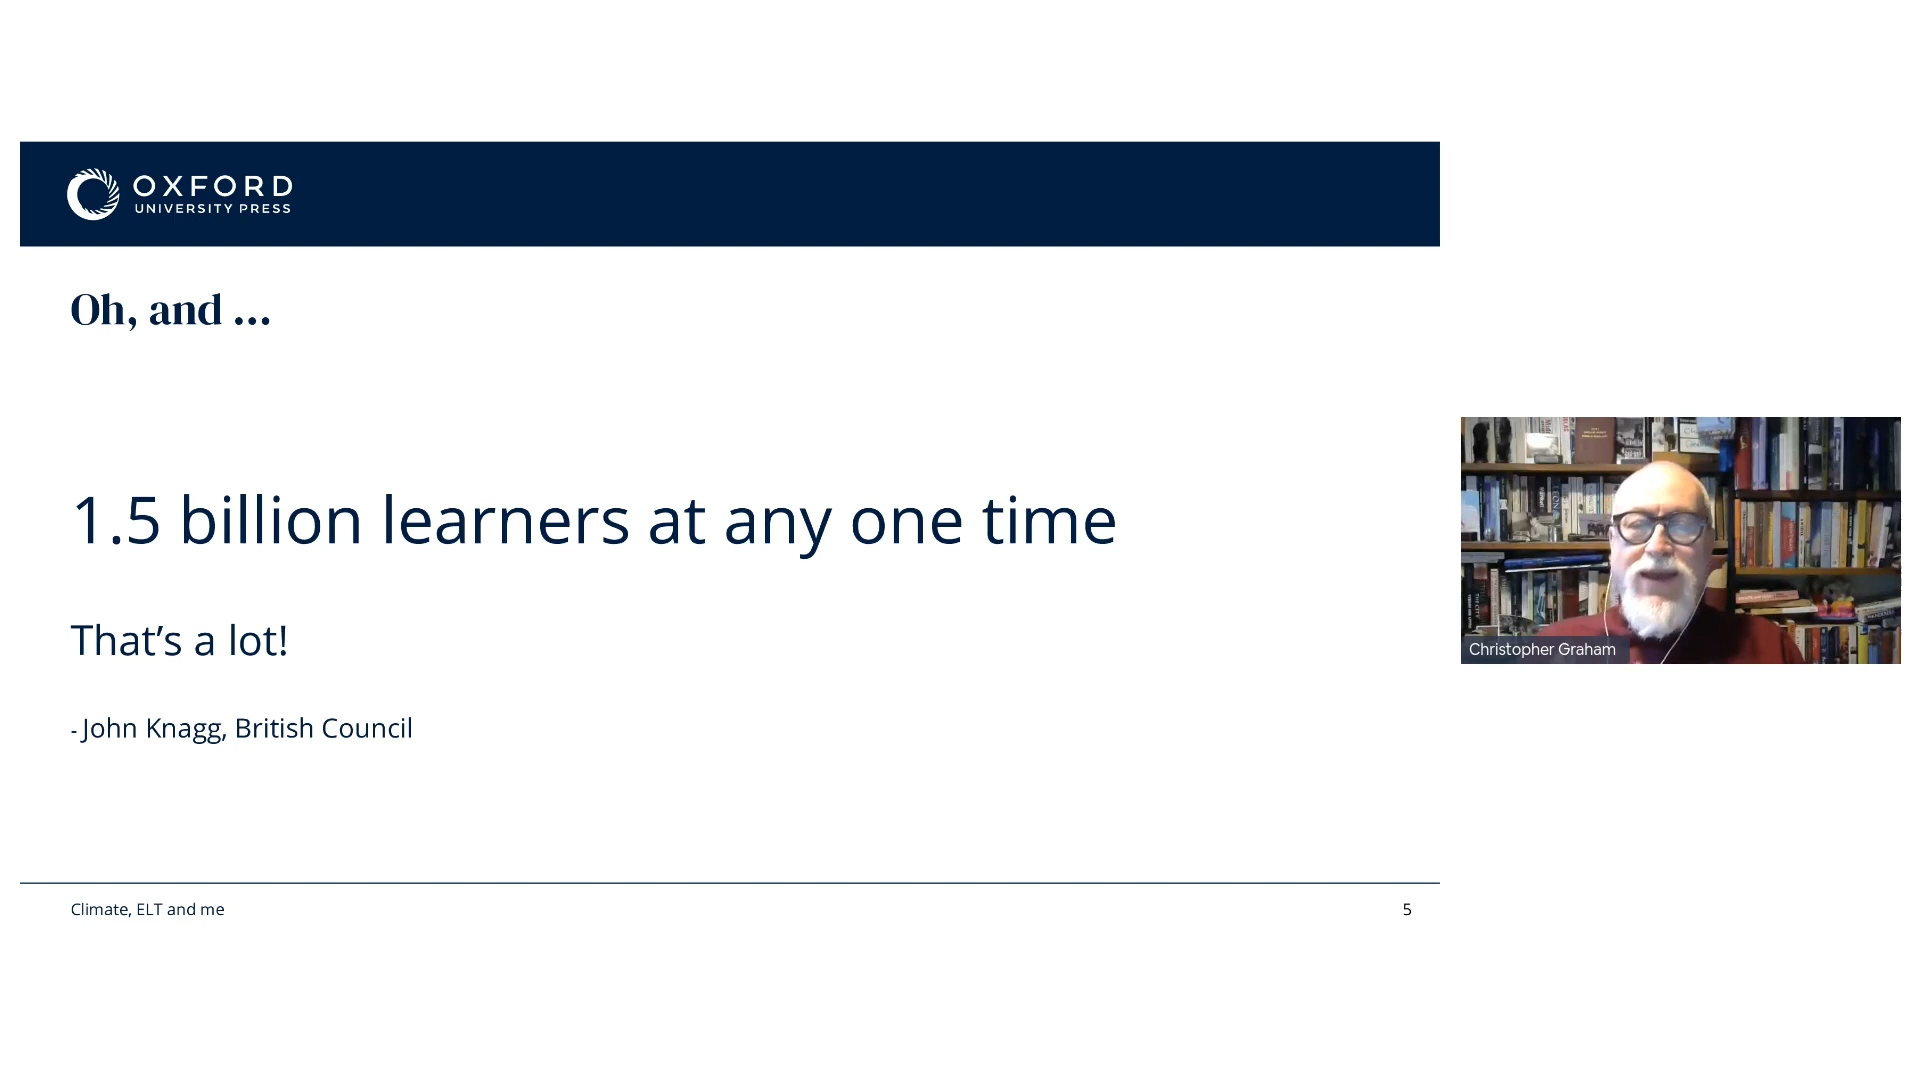 OXFORD
UNIVERSITY PRESS
Oh, and ...
1.5 billion learners at any one time
That’s a lot!
- John Knagg, British Council
Climate, ELT and me
5
Christopher Graham